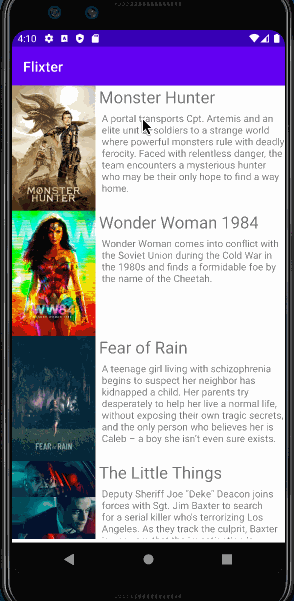 4:10
Flixter
Monster Hunter
A portal transports Cpt. Artemis and an
elite unit of soldiers to a strange world
where powerful monsters rule with deadly
ferocity. Faced with relentless danger, the
team encounters a mysterious hunter
who may be their only hope to find a way
home.
MONSTER
HUNTER
Wonder Woman 1984
Wonder Woman comes into conflict with
the Soviet Union during the Cold War in
the 1980s and finds a formidable foe by
the name of the Cheetah.
WW84
Fear of Rain
A teenage girl living with schizophrenia
begins to suspect her neighbor has
kidnapped a child. Her parents try
desperately to help her live a normal life,
without exposing their own tragic secrets,
and the only person who believes her is
Caleb – a boy she isn't even sure exists.
FEAR OF RAIN
The Little Things
Deputy Sheriff Joe "Deke" Deacon joins
forces with Sgt. Jim Baxter to search
for a serial killer who's terrorizing Los
Angeles. As they track the culprit, Baxter